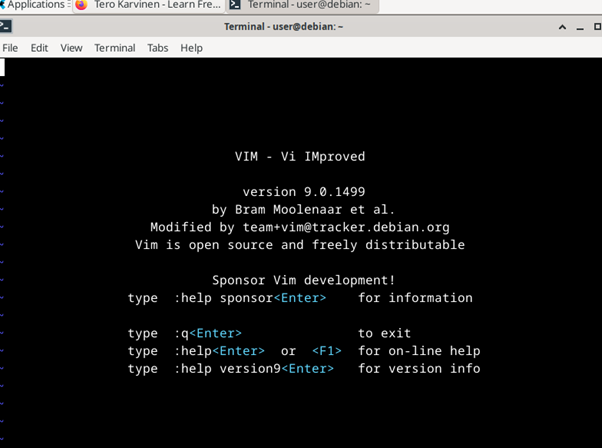 Applications Tero Karvinen - Learn Fre... Terminal - user@debian: ~
Terminal - user@debian: ~
File Edit View Terminal Tabs Help
~
~
~
~
VIM - Vi IMproved
~
~ version 9.0.1499
~ by Bram Moolenaar et al.
~ Modified by team+vim@tracker.debian.org
~ Vim is open source and freely distributable
~
~ Sponsor Vim development!
~ type :help sponsor<Enter> for information
~
~ type :q<Enter> to exit
~ type :help<Enter> or <F1> for on-line help
~ type :help version9<Enter> for version info
~
~
~
~